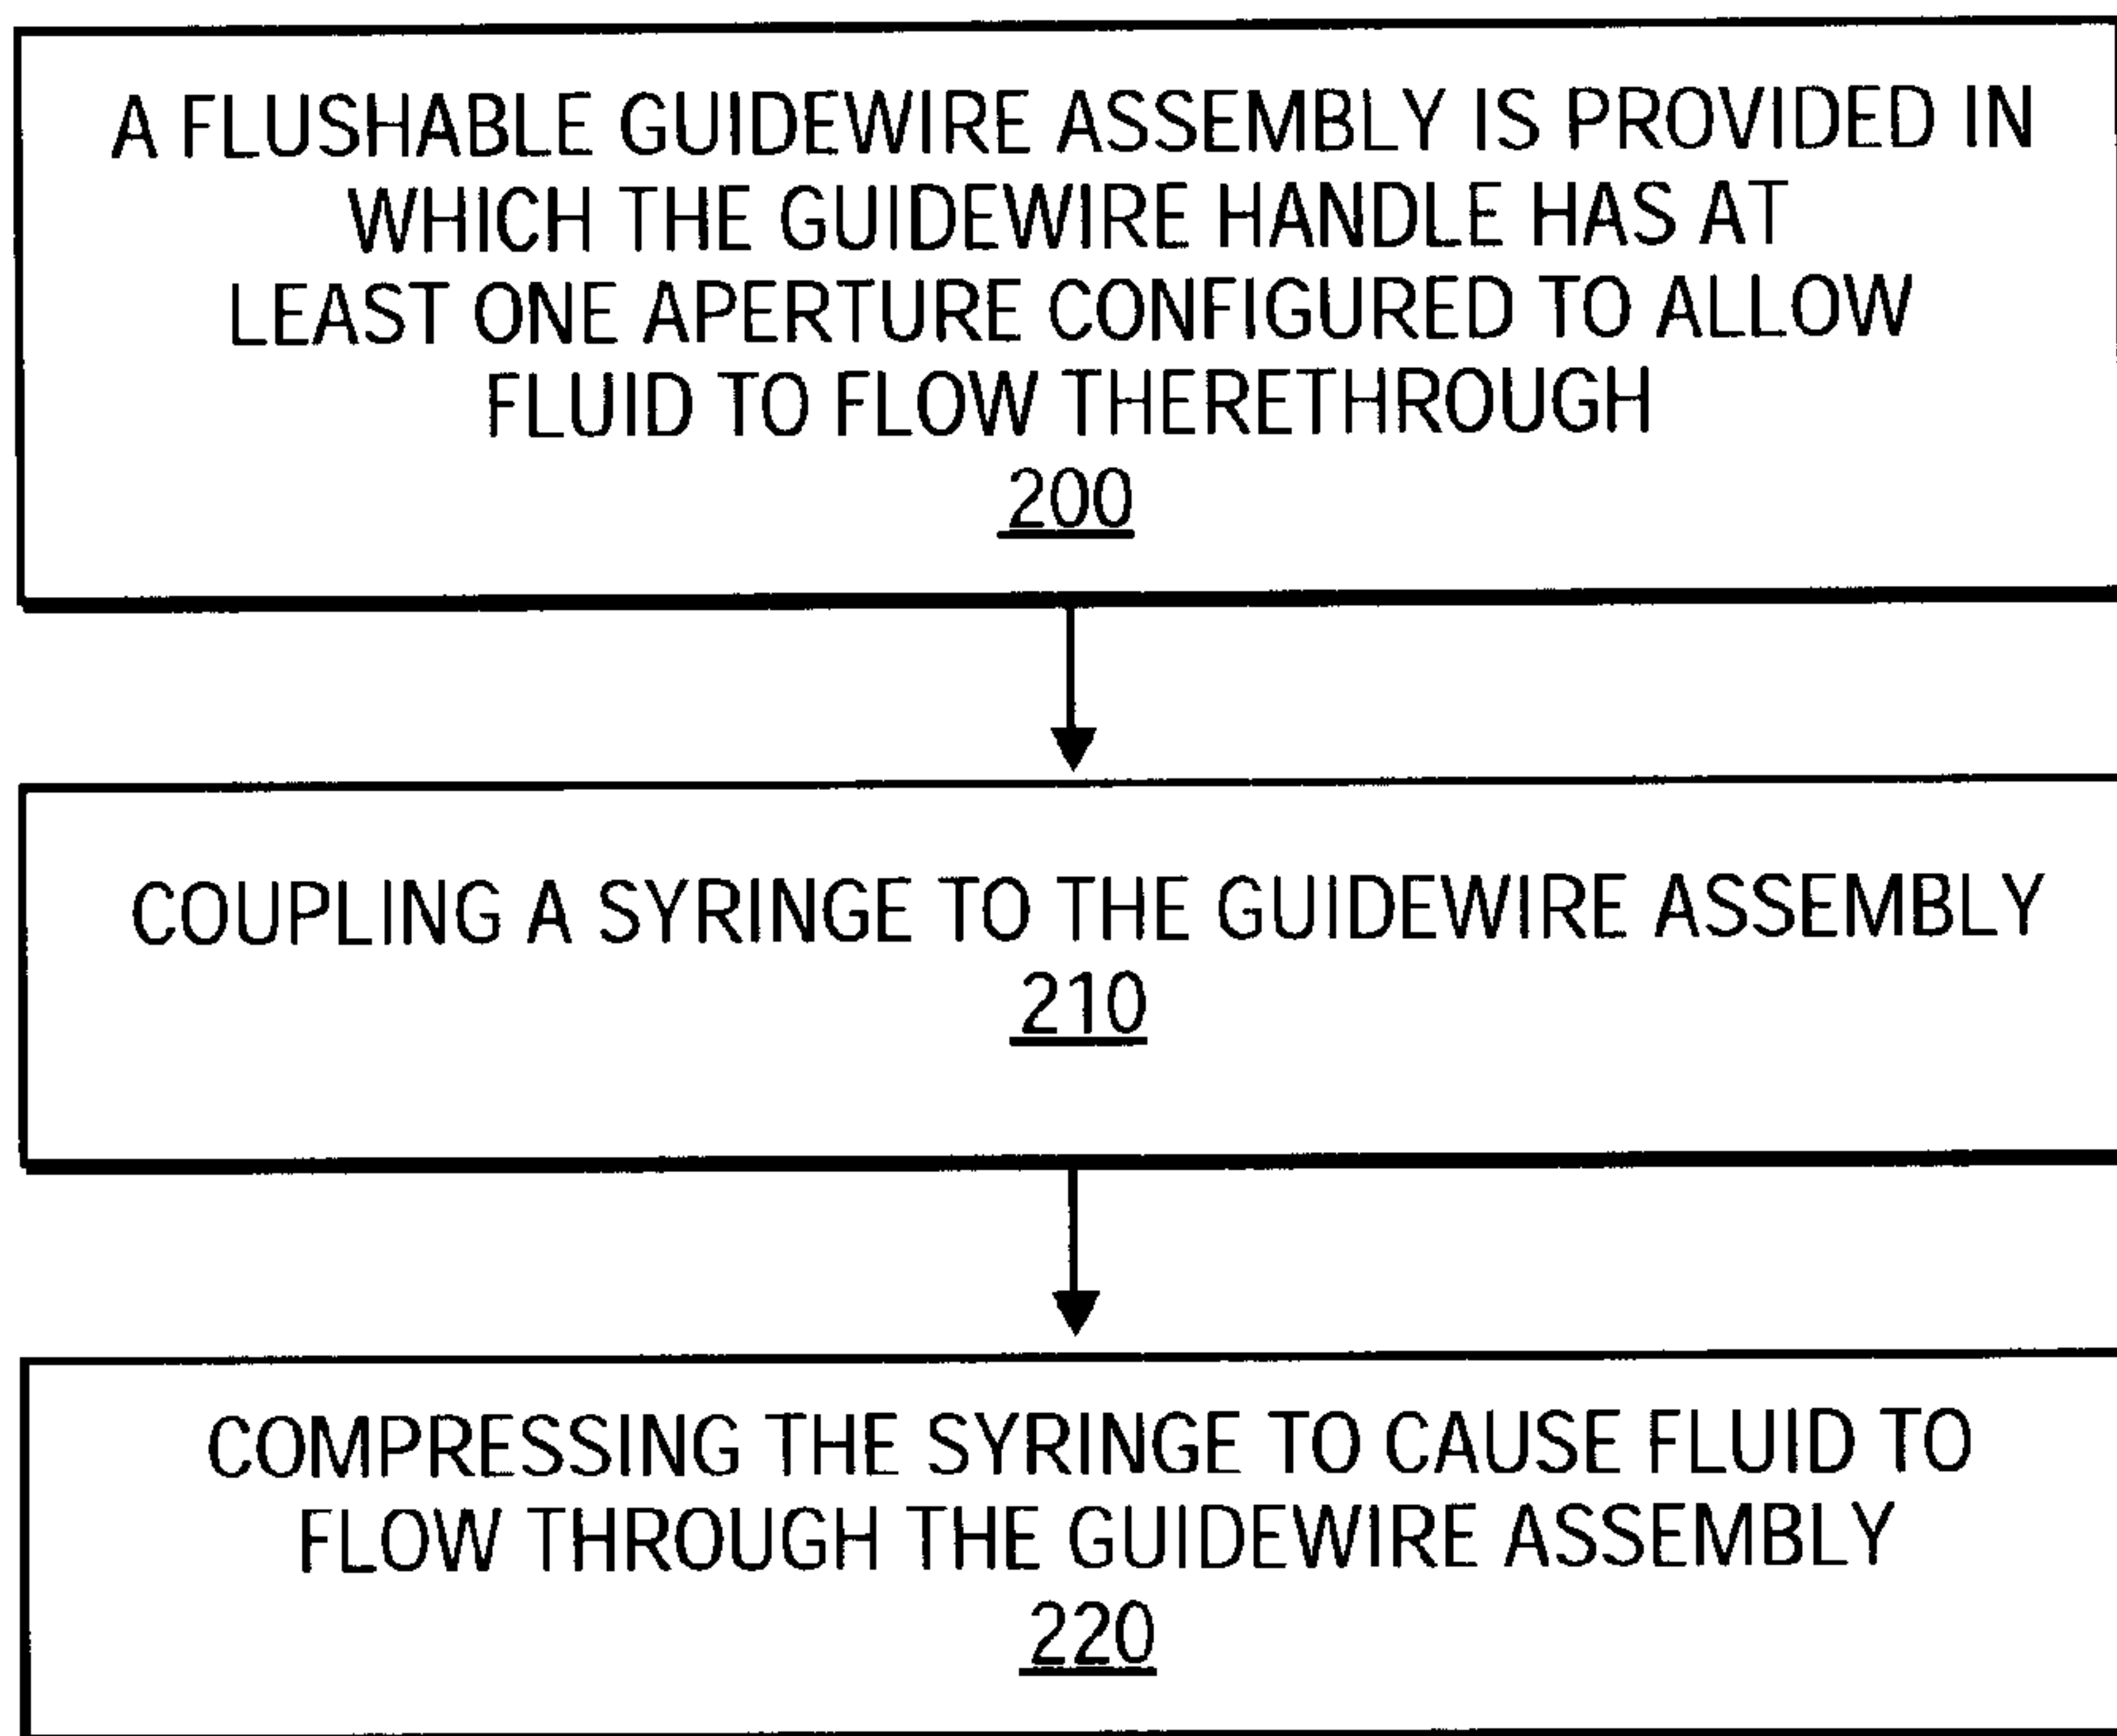 A FLUSHABLE GUIDEWIRE ASSEMBLY IS PROVIDED IN
WHICH THE GUIDEWIRE HANDLE HAS AT
LEAST ONE APERTURE CONFIGURED TO ALLOW
FLUID TO FLOW THERETHROUGH
200
COUPLING A SYRINGE TO THE GUIDEWIRE ASSEMBLY
210
COMPRESSING THE SYRINGE TO CAUSE FLUID TO
FLOW THROUGH THE GUIDEWIRE ASSEMBLY
220